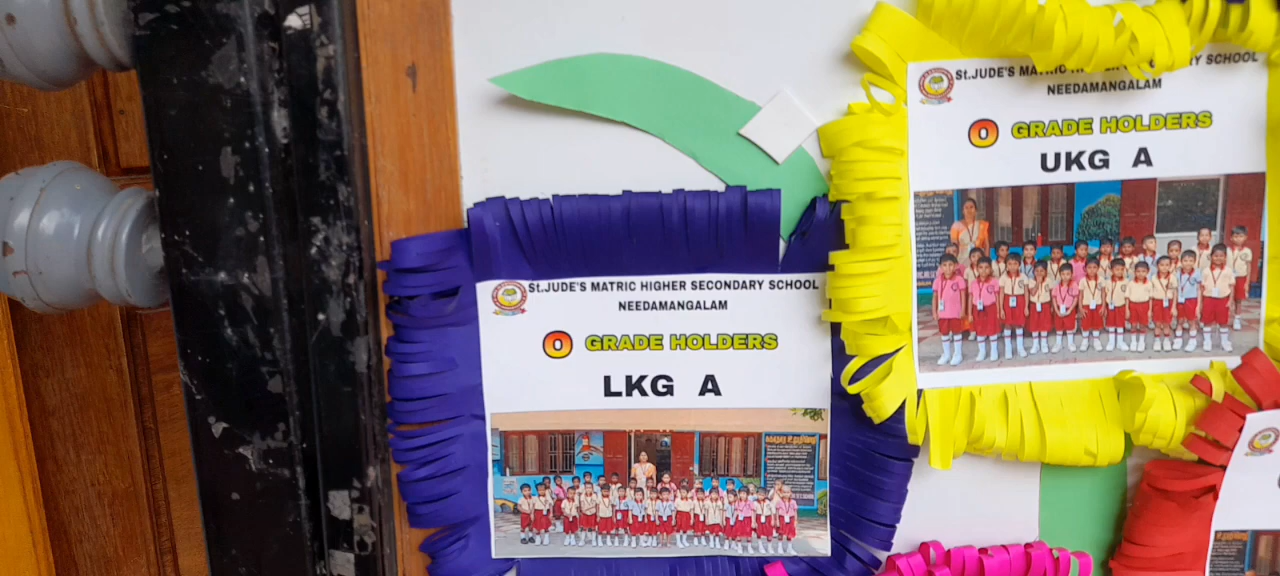 St.JUDE'S MATRIC HIGHER SECONDARY SCHOOL
NEEDAMANGALAM
O GRADE HOLDERS
LKG A
St.JUDE'S MATRIC SECONDARY SCHOOL
NEEDAMANGALAM
O GRADE HOLDERS
UKG A